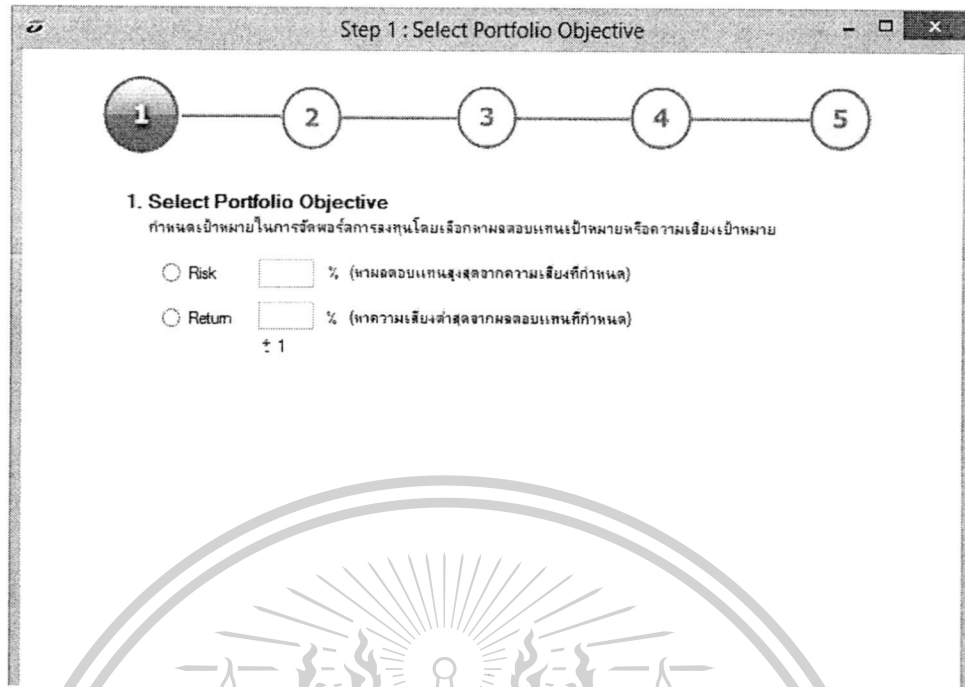 Step 1 : Select Portfolio Objective
1 2 3 4 5
1. Select Portfolio Objective
กำหนดเป้าหมายในการจัดพอร์ตการลงทุนโดยเลือกหาผลตอบแทนเป้าหมายหรือความเสี่ยงเป้าหมาย
Risk % (หาผลตอบแทนสูงสุดจากความเสี่ยงที่กำหนด)
Return % (หาความเสี่ยงต่ำสุดจากผลตอบแทนที่กำหนด)
± 1